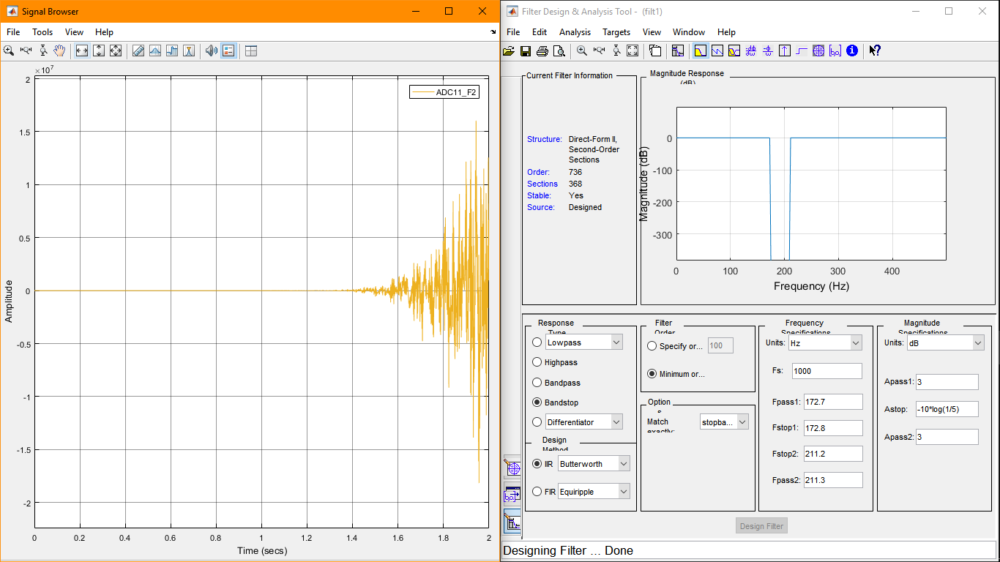 Signal Browser
File Tools View Help
×10⁷
2
1.5
1
0.5
0
-0.5
-1
-1.5
-2
Amplitude
ADC11_F2
0 0.2 0.4 0.6 0.8 1 1.2 1.4 1.6 1.8 2
Time (secs)
Filter Design & Analysis Tool - (filt1)
File Edit Analysis Targets View Window Help
Current Filter Information
Structure: Direct-Form II,
Second-Order
Sections
Order: 736
Sections 368
Stable: Yes
Source: Designed
Magnitude Response
(dB)
0
-100
-200
-300
Magnitude (dB)
0 100 200 300 400
Frequency (Hz)
Response
Type
Lowpass
Highpass
Bandpass
Bandstop
Differentiator
Design
Method
IIR Butterworth
FIR Equiripple
Filter
Order
Specify or... 100
Minimum or...
Option
s
Match
exactly:
stopba...
Frequency
Specifications
Units: Hz
Fs: 1000
Fpass1: 172.7
Fstop1: 172.8
Fstop2: 211.2
Fpass2: 211.3
Magnitude
Specifications
Units: dB
Apass1: 3
Astop: -10*log(1/5)
Apass2: 3
Design Filter
Designing Filter ... Done